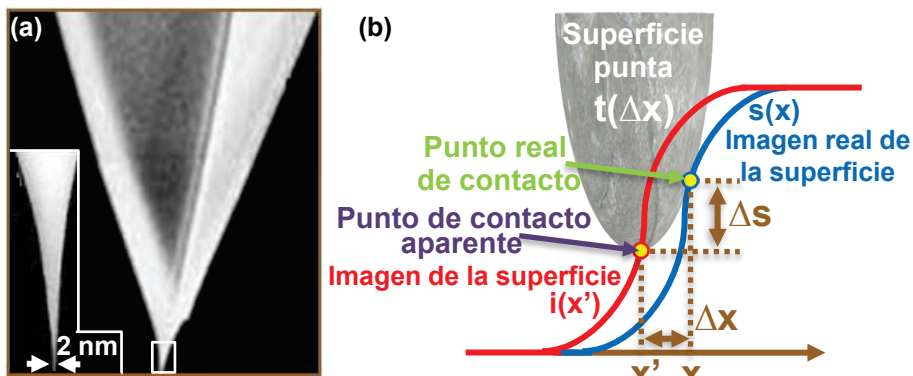 (a)
2 nm
(b)
Superficie
punta
t(Δx)
s(x)
Imagen real de
la superficie
Punto real
de contacto
Δs
Punto de contacto
aparente
Imagen de la superficie
i(x')
Δx
x' x